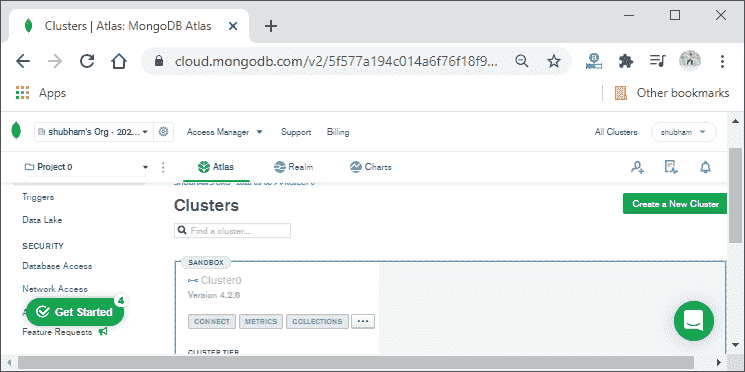 Clusters | Atlas: MongoDB Atlas
cloud.mongodb.com/v2/5f577a194c014a6f76f18f9...
Apps
Other bookmarks
shubham's Org - 202...
Access Manager
Support
Billing
All Clusters
shubham
Project 0
Atlas
Realm
Charts
Triggers
Data Lake
SECURITY
Database Access
Network Access
Get Started
4
Feature Requests
Clusters
Create a New Cluster
Find a cluster...
SANDBOX
Cluster0
Version 4.2.8
CONNECT
METRICS
COLLECTIONS
...
CLUSTER TIER